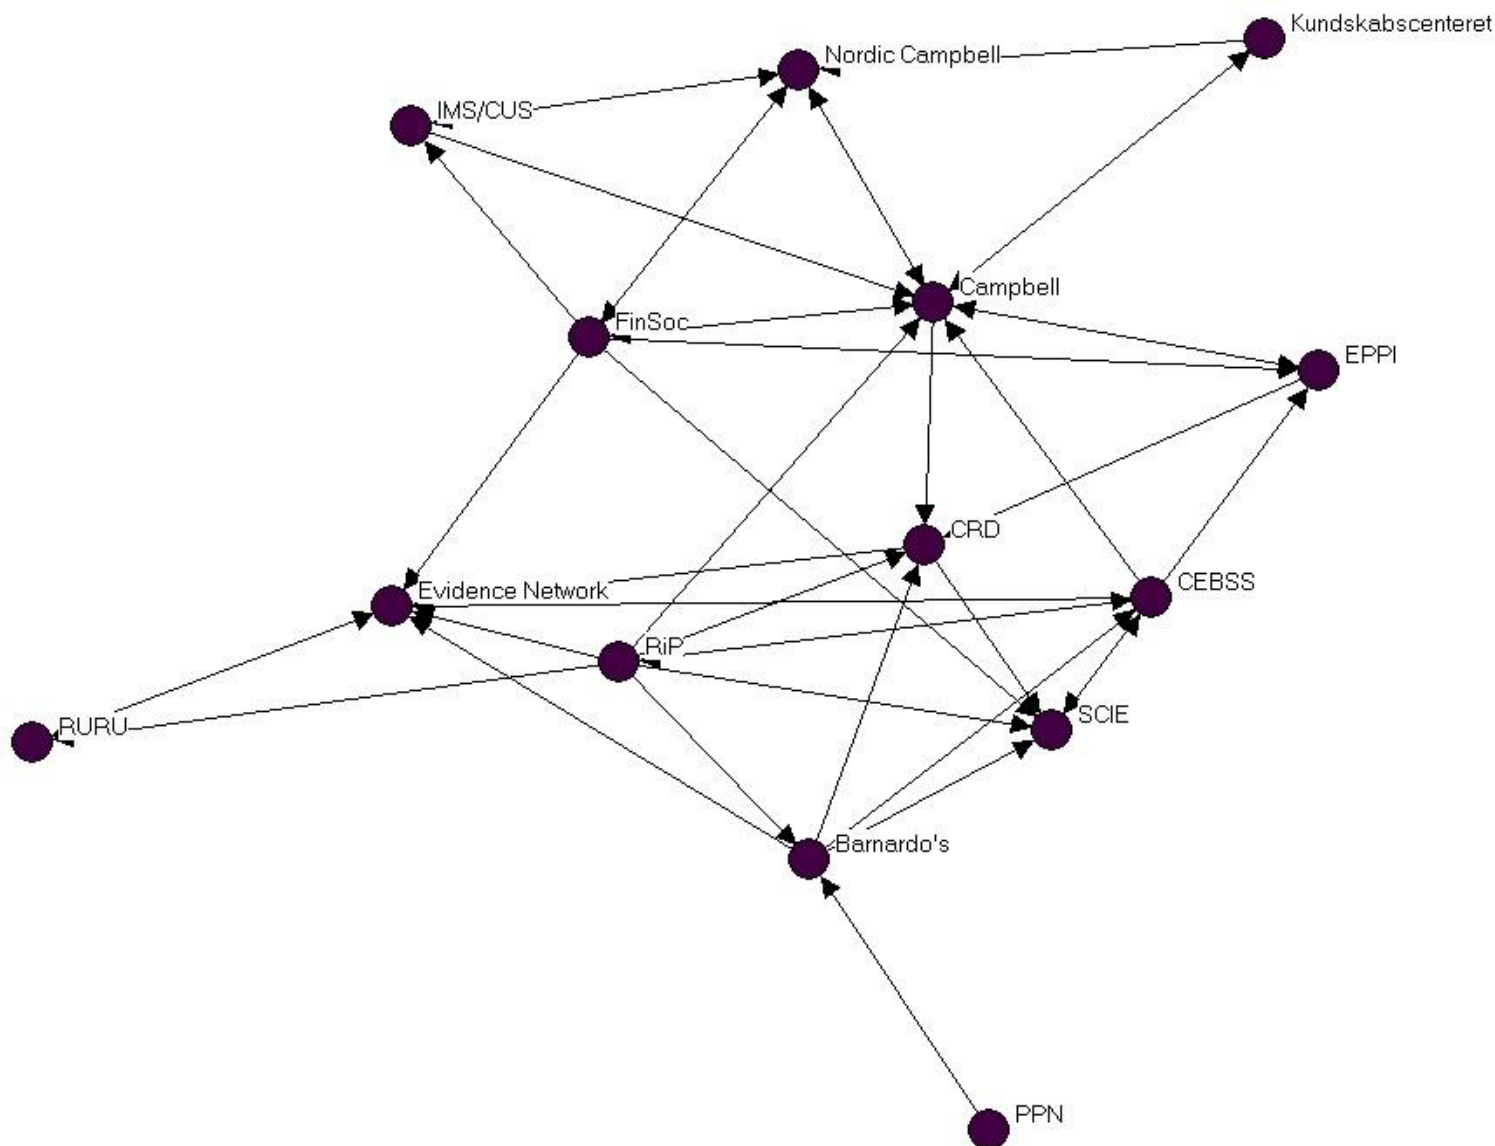 Kundskabscenteret
Nordic Campbell
IMS/CUS
Campbell
FinSoc
EPPI
CRD
CEBSS
Evidence Network
RiP
SCIE
RURU
Barnardo's
PPN